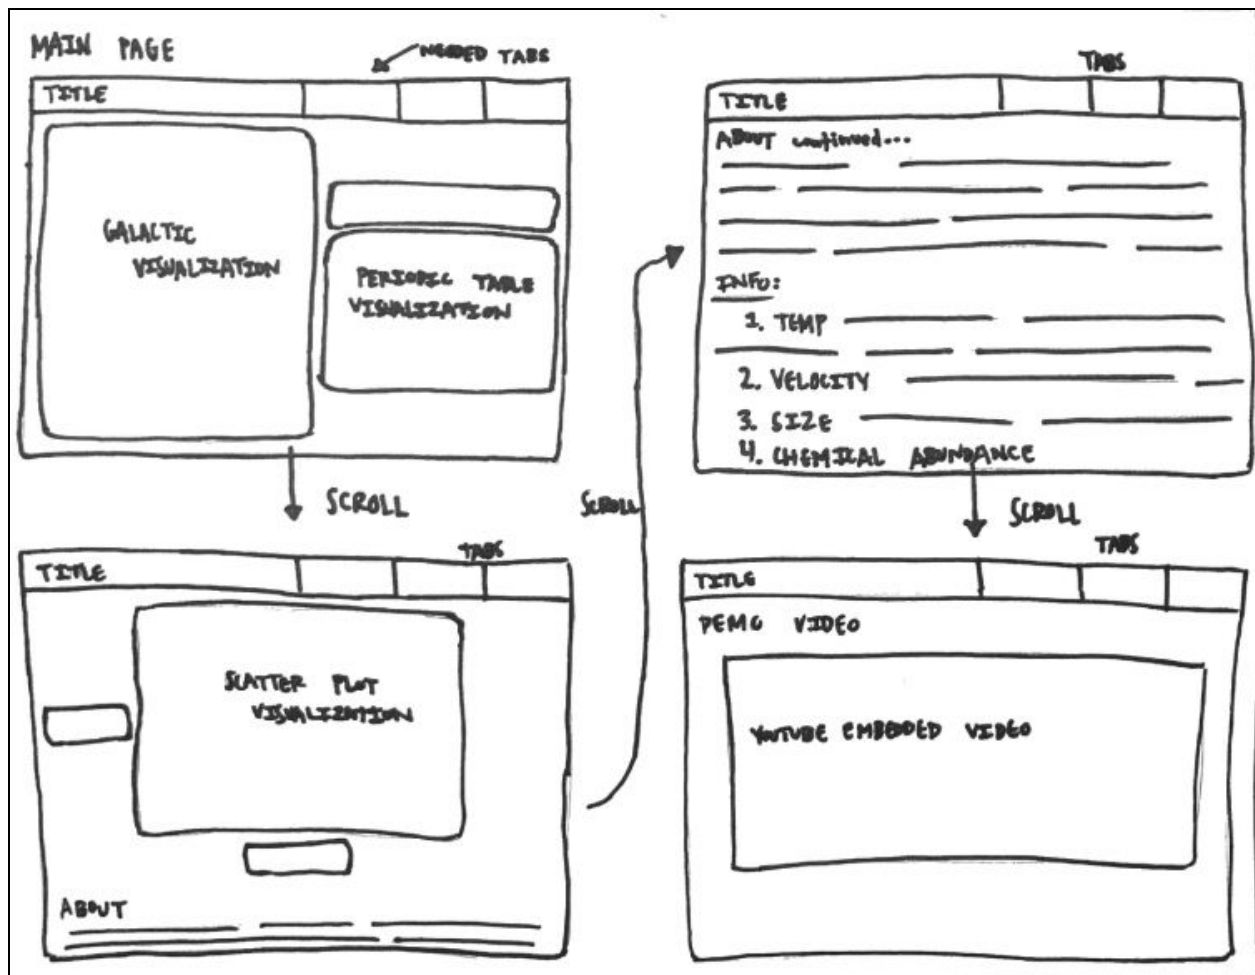 MAIN PAGE
NEEDED TABS
TITLE
GALACTIC
VISUALIZATION
PERIODIC TABLE
VISUALIZATION
SCROLL
TABS
TITLE
SCATTER PLOT
VISUALIZATION
ABOUT
SCROLL
TABS
TITLE
ABOUT continued...
INFO:
1. TEMP
2. VELOCITY
3. SIZE
4. CHEMICAL ABUNDANCE
SCROLL
TABS
TITLE
DEMO VIDEO
YOUTUBE EMBEDDED VIDEO